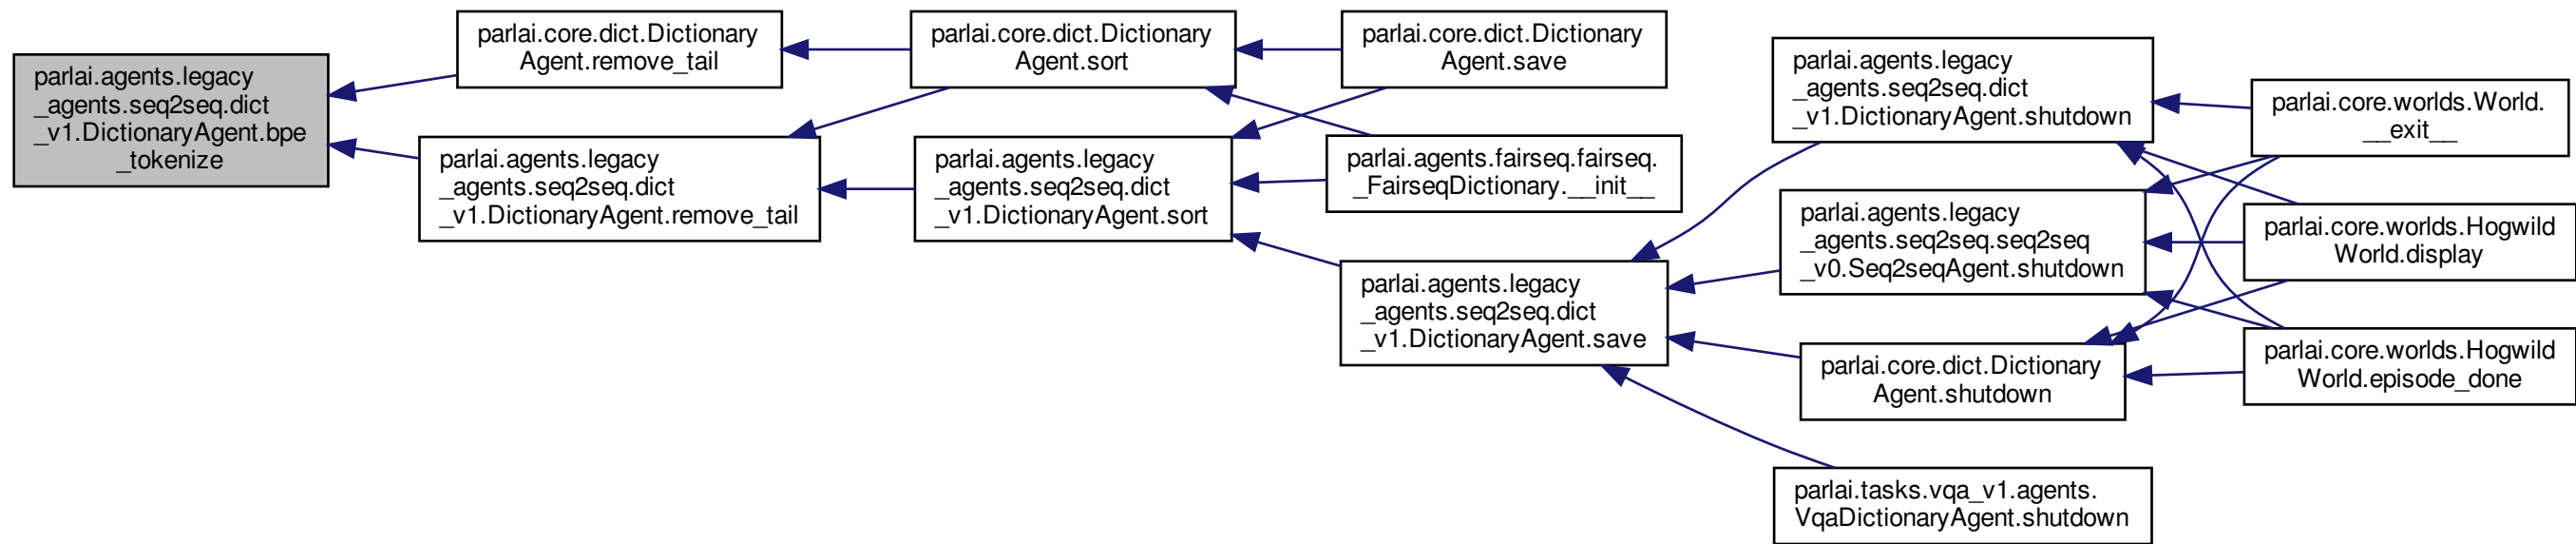 parlai.agents.legacy
_agents.seq2seq.dict
_v1.DictionaryAgent.bpe
_tokenize
parlai.core.dict.Dictionary
Agent.remove_tail
parlai.agents.legacy
_agents.seq2seq.dict
_v1.DictionaryAgent.remove_tail
parlai.core.dict.Dictionary
Agent.sort
parlai.agents.legacy
_agents.seq2seq.dict
_v1.DictionaryAgent.sort
parlai.core.dict.Dictionary
Agent.save
parlai.agents.fairseq.fairseq.
_FairseqDictionary.__init__
parlai.agents.legacy
_agents.seq2seq.dict
_v1.DictionaryAgent.save
parlai.agents.legacy
_agents.seq2seq.dict
_v1.DictionaryAgent.shutdown
parlai.agents.legacy
_agents.seq2seq.seq2seq
_v0.Seq2seqAgent.shutdown
parlai.core.dict.Dictionary
Agent.shutdown
parlai.tasks.vqa_v1.agents.
VqaDictionaryAgent.shutdown
parlai.core.worlds.World.
__exit__
parlai.core.worlds.Hogwild
World.display
parlai.core.worlds.Hogwild
World.episode_done